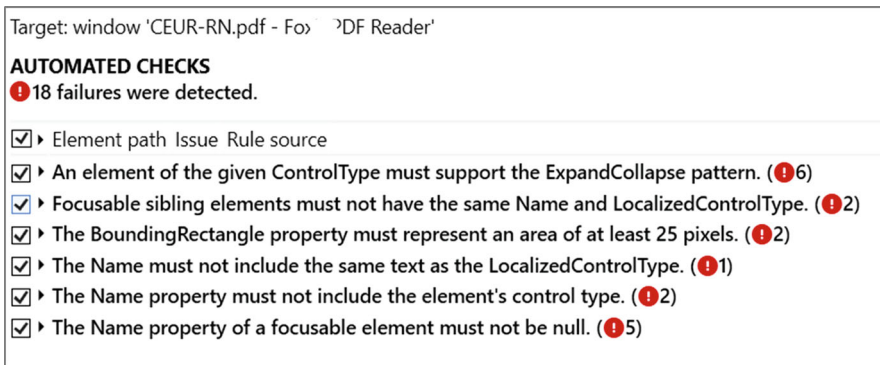 Target: window 'CEUR-RN.pdf - PDF Reader'
AUTOMATED CHECKS
18 failures were detected.
Element path Issue Rule source
An element of the given ControlType must support the ExpandCollapse pattern. (6)
Focusable sibling elements must not have the same Name and LocalizedControlType. (2)
The BoundingRectangle property must represent an area of at least 25 pixels. (2)
The Name must not include the same text as the LocalizedControlType. (1)
The Name property must not include the element's control type. (2)
The Name property of a focusable element must not be null. (5)